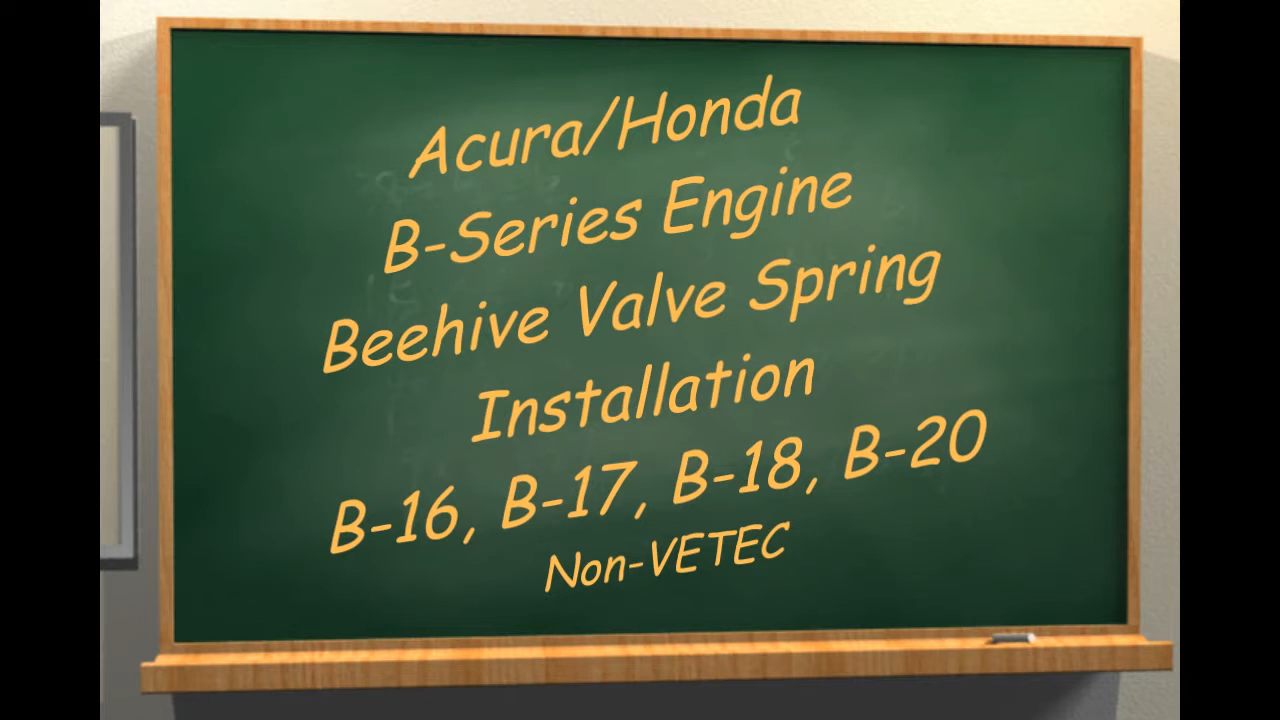 Acura/Honda
B-Series Engine
Beehive Valve Spring
Installation
B-16, B-17, B-18, B-20
Non-VETEC